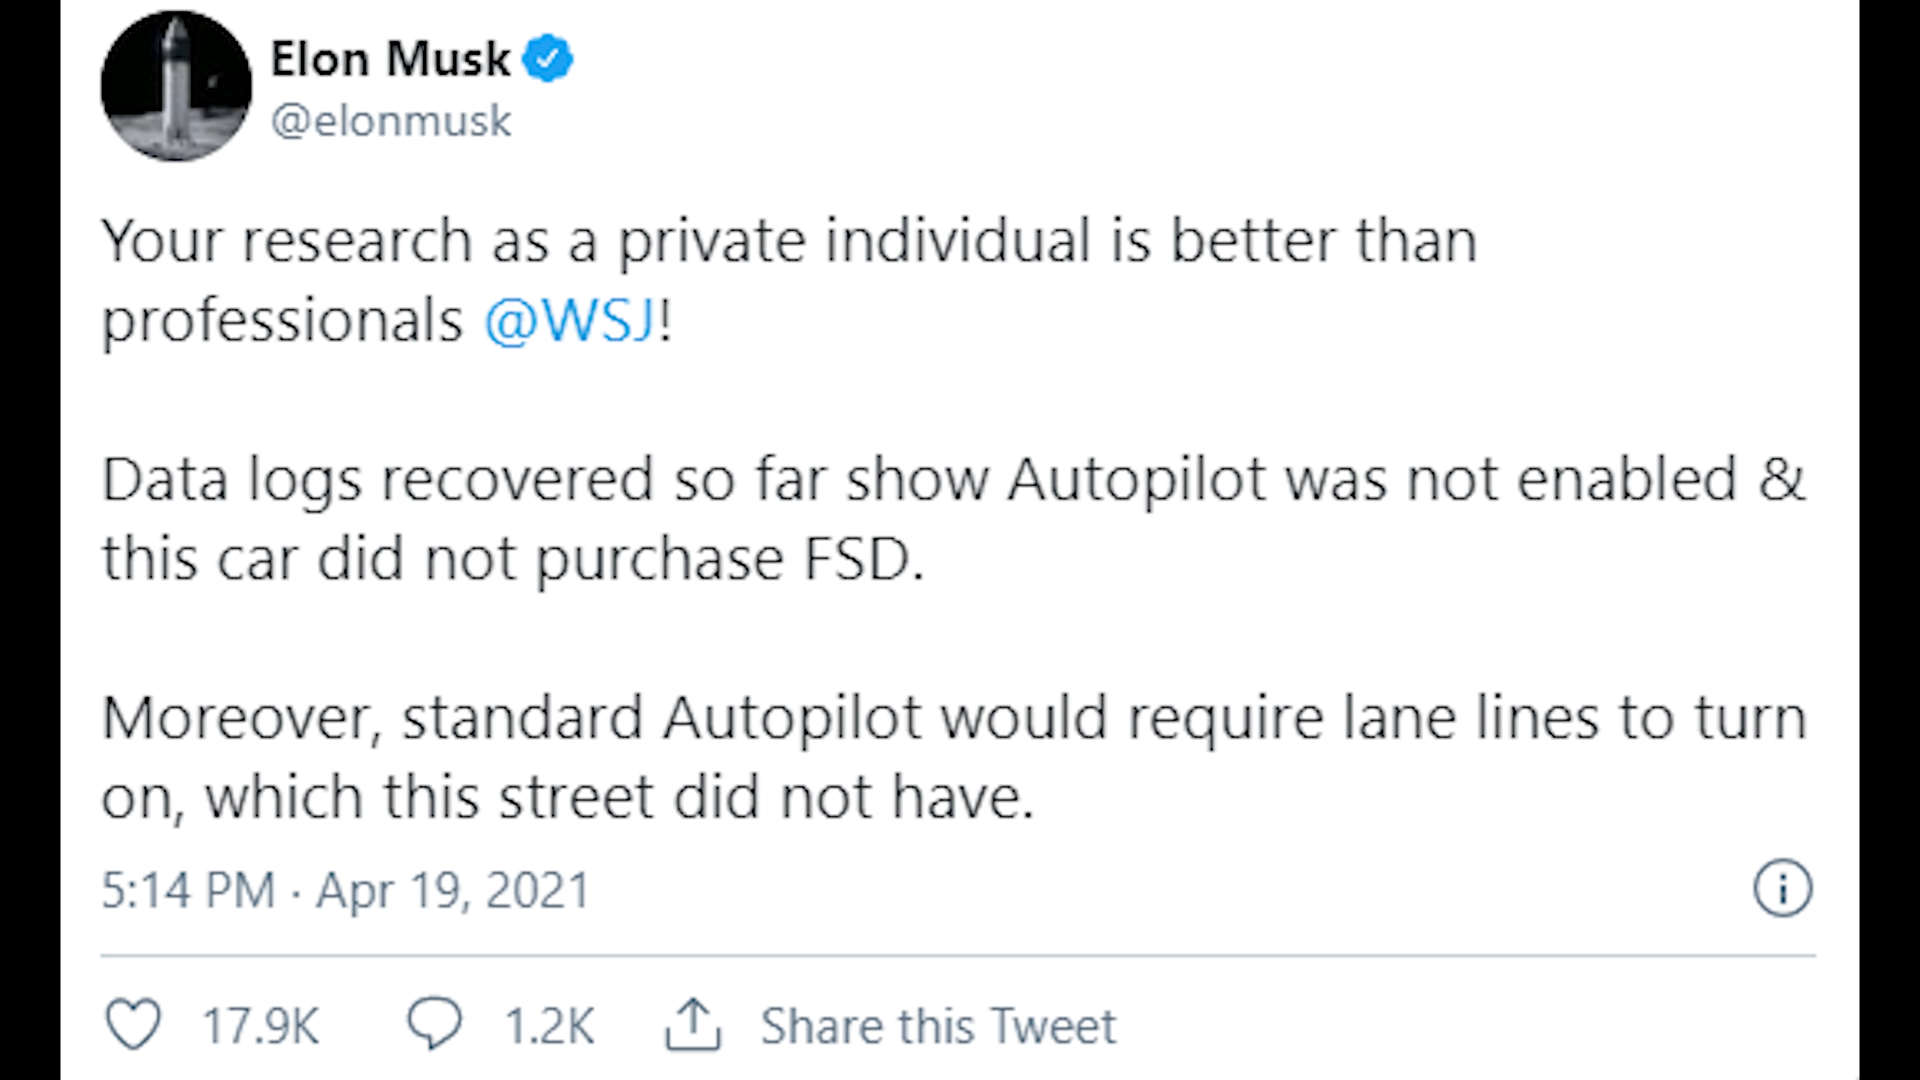 Elon Musk
@elonmusk
Your research as a private individual is better than
professionals @WSJ!
Data logs recovered so far show Autopilot was not enabled &
this car did not purchase FSD.
Moreover, standard Autopilot would require lane lines to turn
on, which this street did not have.
5:14 PM · Apr 19, 2021
17.9K 1.2K Share this Tweet